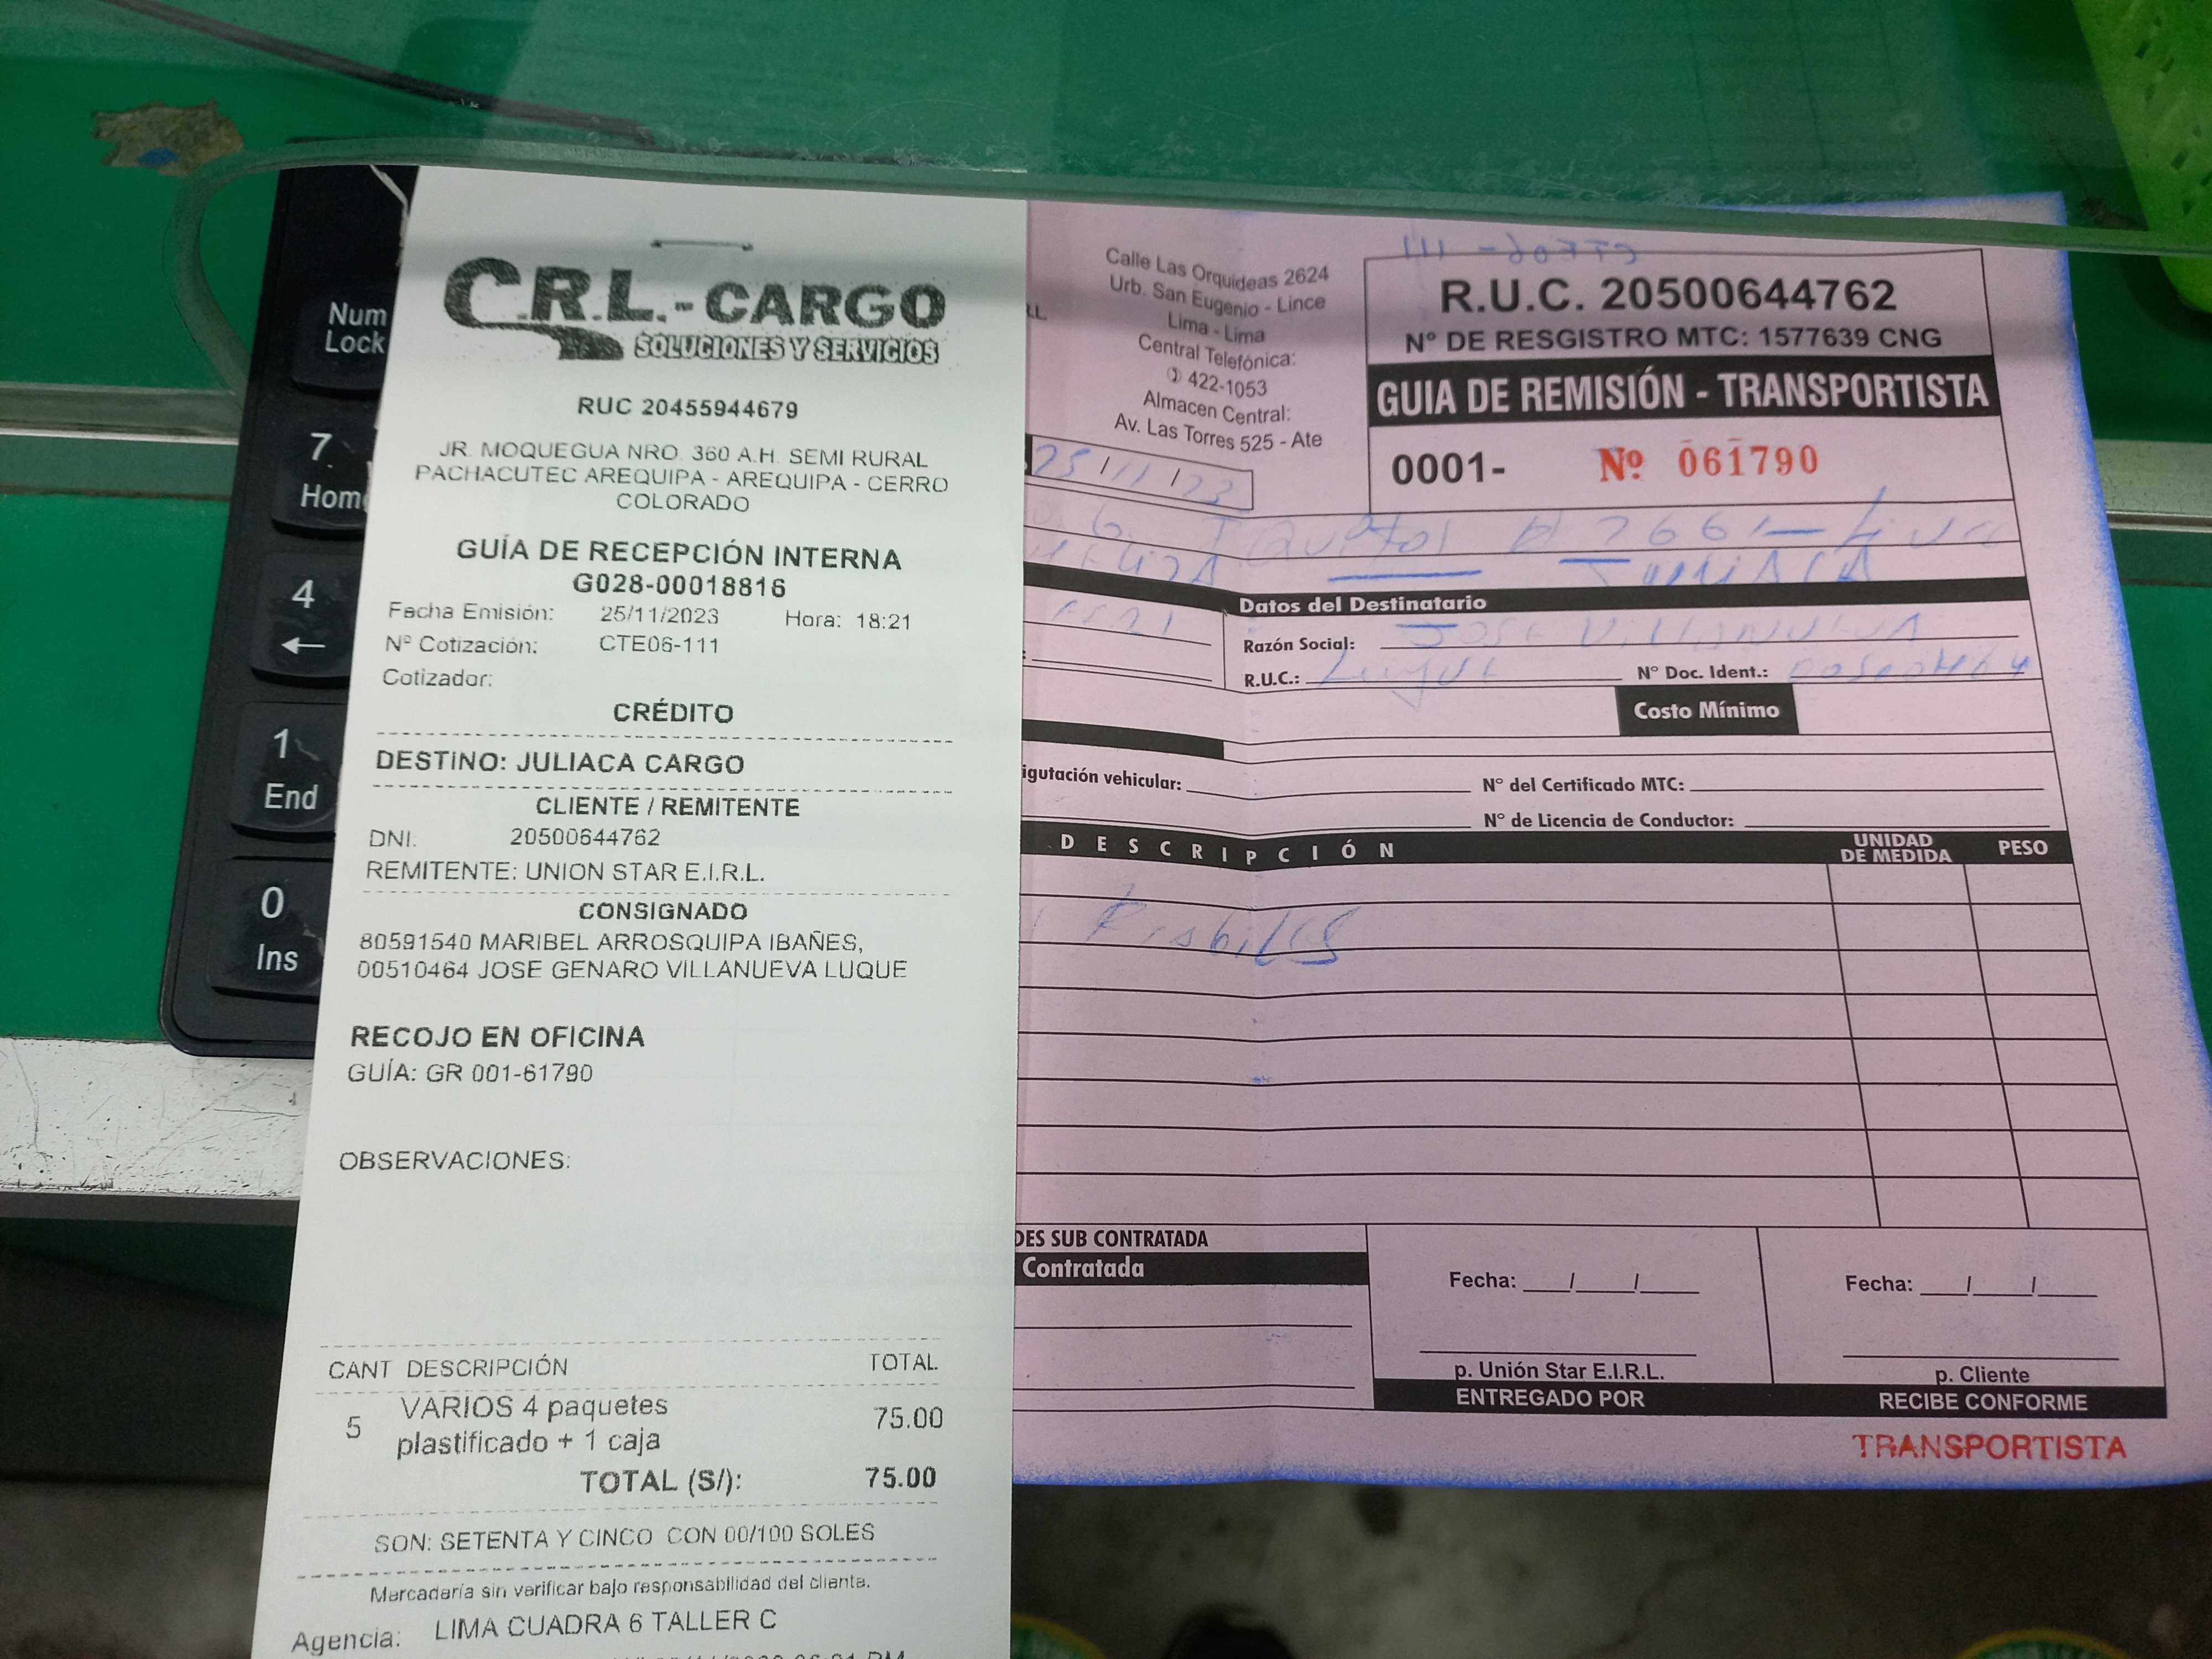 Num
Lock
7
Home
4
←
1
End
0
Ins
C.R.L.-CARGO
SOLUCIONES Y SERVICIOS
RUC 20455944679
JR. MOQUEGUA NRO. 360 A.H. SEMI RURAL
PACHACUTEC AREQUIPA - AREQUIPA - CERRO
COLORADO
GUÍA DE RECEPCIÓN INTERNA
G028-00018816
Fecha Emisión: 25/11/2023 Hora: 18:21
Nº Cotización: CTE06-111
Cotizador:
CRÉDITO
DESTINO: JULIACA CARGO
CLIENTE / REMITENTE
DNI. 20500644762
REMITENTE: UNION STAR E.I.R.L.
CONSIGNADO
80591540 MARIBEL ARROSQUIPA IBAÑES,
00510464 JOSE GENARO VILLANUEVA LUQUE
RECOJO EN OFICINA
GUÍA: GR 001-61790
OBSERVACIONES:
CANT DESCRIPCIÓN TOTAL
5 VARIOS 4 paquetes
plastificado + 1 caja 75.00
TOTAL (S/): 75.00
SON: SETENTA Y CINCO CON 00/100 SOLES
Mercadería sin verificar bajo responsabilidad del cliente.
Agencia: LIMA CUADRA 6 TALLER C
Calle Las Orquideas 2624
Urb. San Eugenio - Lince
Lima - Lima
Central Telefónica:
422-1053
Almacen Central:
Av. Las Torres 525 - Ate
R.U.C. 20500644762
N° DE RESGISTRO MTC: 1577639 CNG
GUIA DE REMISIÓN - TRANSPORTISTA
0001- Nº 061790
25/11/23
JULIACA
Datos del Destinatario
Razón Social: JOSE VILLANUEVA
R.U.C.: Luque N° Doc. Ident.:
Costo Mínimo
igutación vehicular: N° del Certificado MTC:
N° de Licencia de Conductor:
DESCRIPCIÓN UNIDAD DE MEDIDA PESO
DES SUB CONTRATADA
Contratada
Fecha: / / Fecha: / /
p. Unión Star E.I.R.L. p. Cliente
ENTREGADO POR RECIBE CONFORME
TRANSPORTISTA